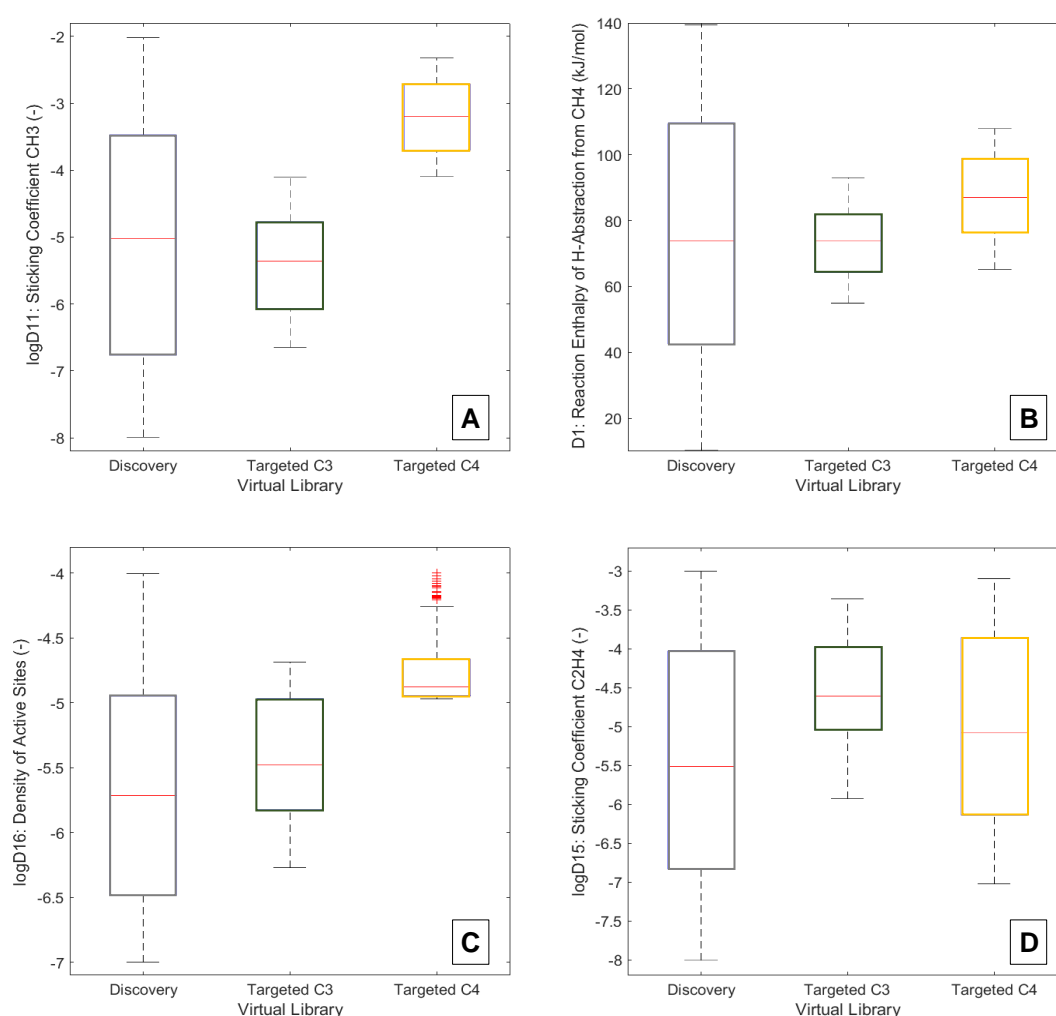 logD11: Sticking Coefficient CH3 (-)
-2
-3
-4
-5
-6
-7
-8
A
Discovery
Targeted C3
Targeted C4
Virtual Library
D1: Reaction Enthalpy of H-Abstraction from CH4 (kJ/mol)
140
120
100
80
60
40
20
B
Discovery
Targeted C3
Targeted C4
Virtual Library
logD16: Density of Active Sites (-)
-4
-4.5
-5
-5.5
-6
-6.5
-7
C
Discovery
Targeted C3
Targeted C4
Virtual Library
logD15: Sticking Coefficient C2H4 (-)
-3
-3.5
-4
-4.5
-5
-5.5
-6
-6.5
-7
-7.5
-8
D
Discovery
Targeted C3
Targeted C4
Virtual Library